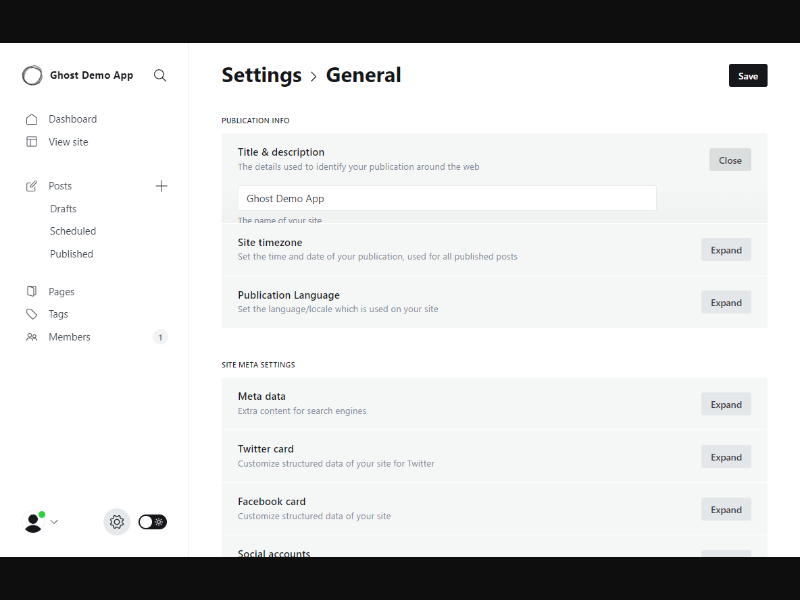 Ghost Demo App
Dashboard
View site
Posts
Drafts
Scheduled
Published
Pages
Tags
Members
1
Settings > General
Save
PUBLICATION INFO
Title & description
The details used to identify your publication around the web
Close
Ghost Demo App
The name of your site
Site timezone
Set the time and date of your publication, used for all published posts
Expand
Publication Language
Set the language/locale which is used on your site
Expand
SITE META SETTINGS
Meta data
Extra content for search engines
Expand
Twitter card
Customize structured data of your site for Twitter
Expand
Facebook card
Customize structured data of your site
Expand
Social accounts